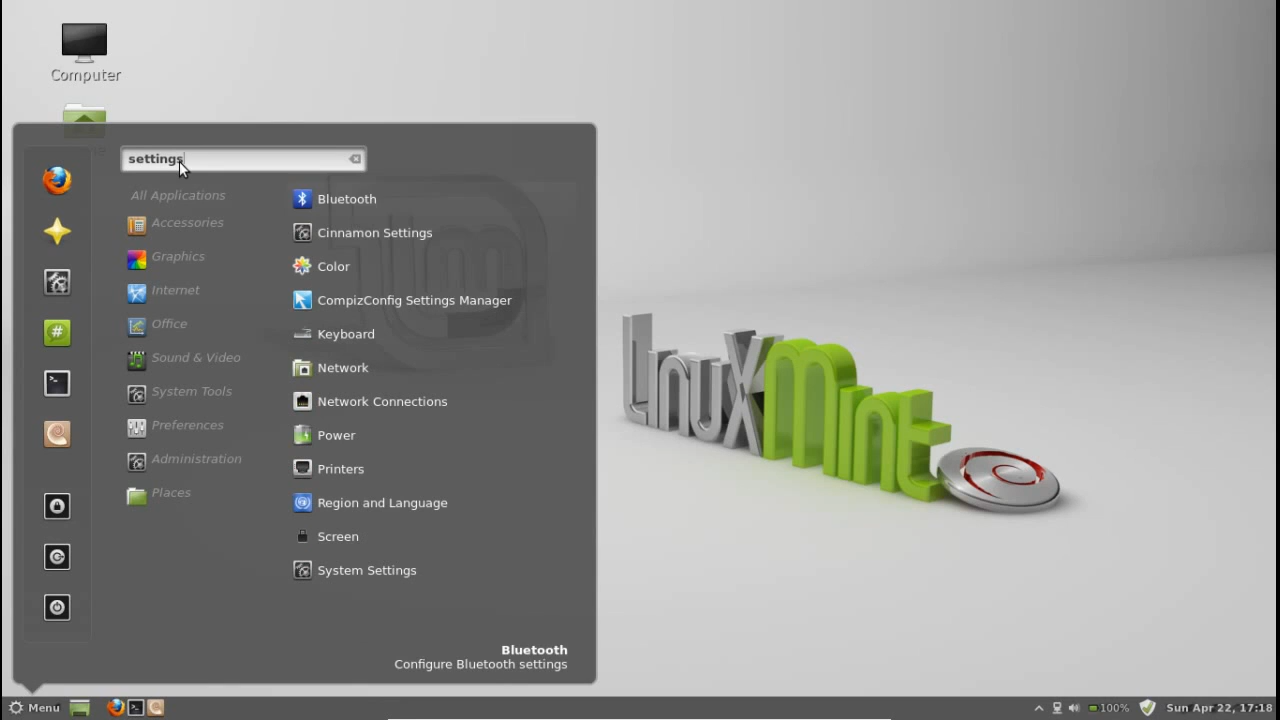 Computer
settings
All Applications
Accessories
Graphics
Internet
Office
Sound & Video
System Tools
Preferences
Administration
Places
Bluetooth
Cinnamon Settings
Color
CompizConfig Settings Manager
Keyboard
Network
Network Connections
Power
Printers
Region and Language
Screen
System Settings
Bluetooth
Configure Bluetooth settings
LinuxMint
Menu
100%
Sun Apr 22, 17:18